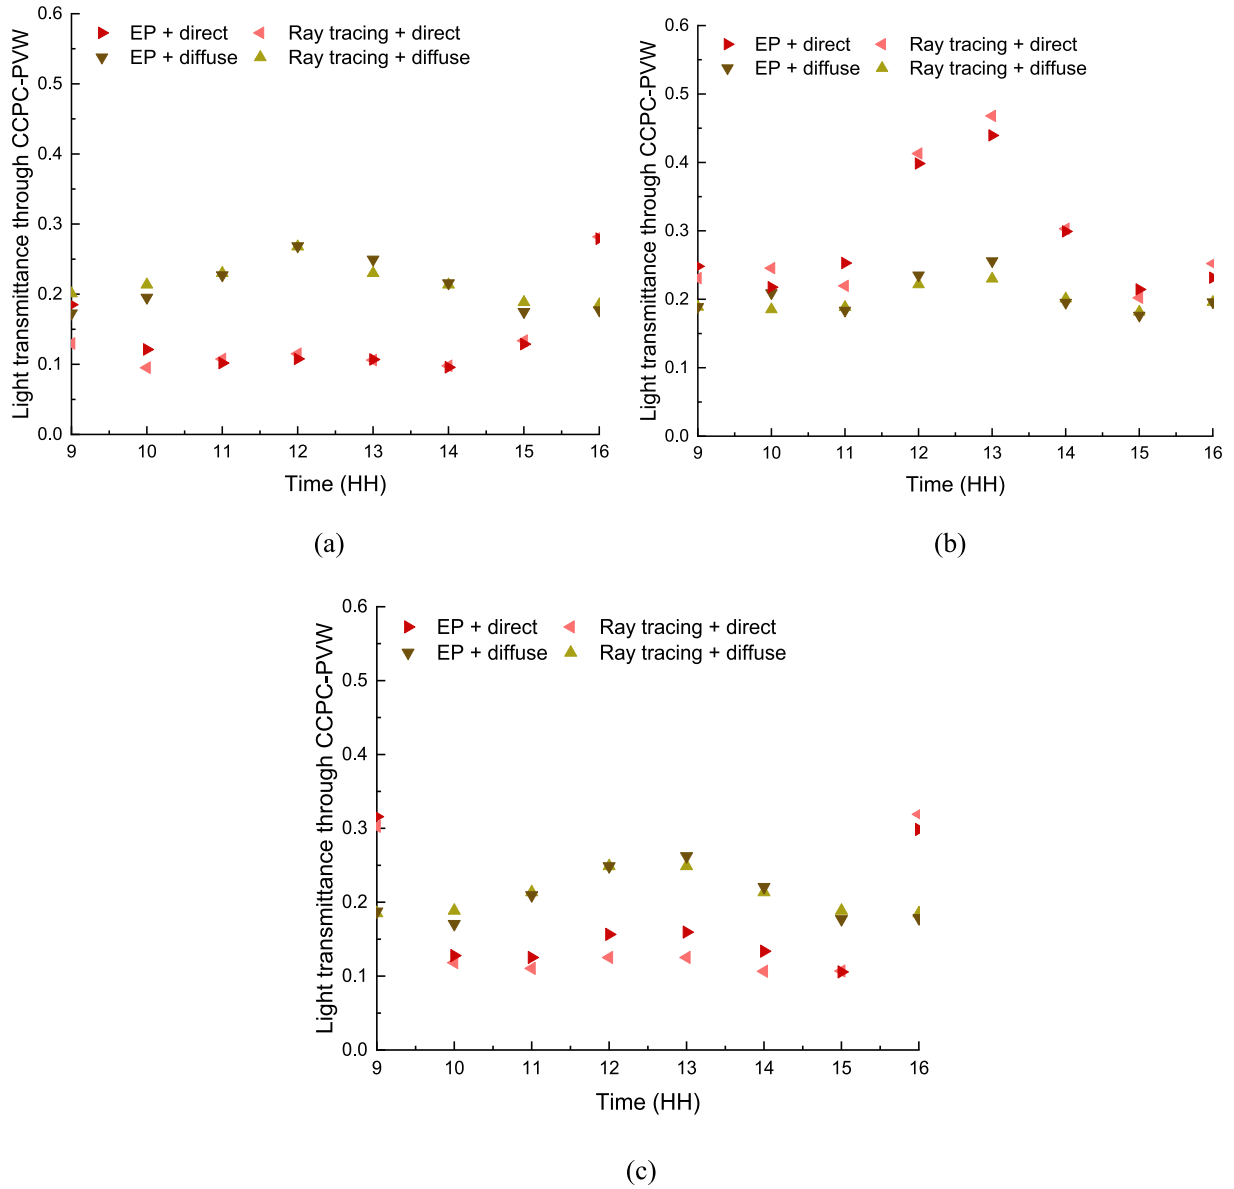 EP + direct Ray tracing + direct
EP + diffuse Ray tracing + diffuse
Light transmittance through CCPC-PVW
0.6
0.5
0.4
0.3
0.2
0.1
0.0
9 10 11 12 13 14 15 16
Time (HH)
(a)
EP + direct Ray tracing + direct
EP + diffuse Ray tracing + diffuse
Light transmittance through CCPC-PVW
0.6
0.5
0.4
0.3
0.2
0.1
0.0
9 10 11 12 13 14 15 16
Time (HH)
(b)
EP + direct Ray tracing + direct
EP + diffuse Ray tracing + diffuse
Light transmittance through CCPC-PVW
0.6
0.5
0.4
0.3
0.2
0.1
0.0
9 10 11 12 13 14 15 16
Time (HH)
(c)